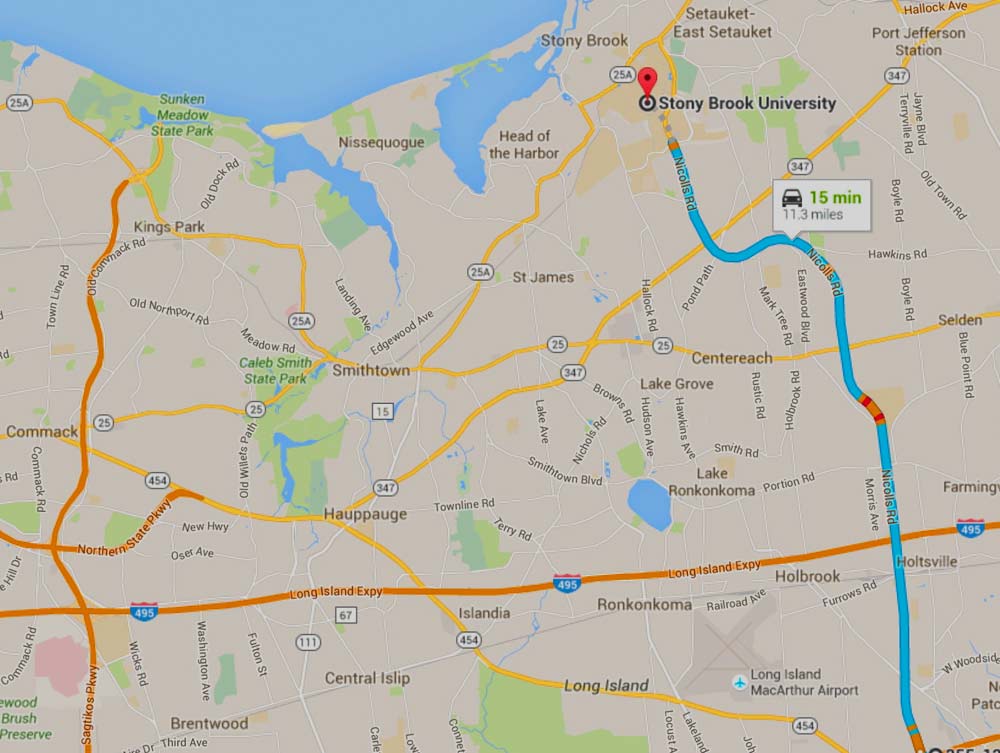 Setauket-
East Setauket
Hallock Ave
Port Jefferson
Station
Stony Brook
25A
347
25A
Stony Brook University
Sunken
Meadow
State Park
Jayne Blvd
Terryville Rd
Nissequogue
Head of
the Harbor
347
Old Dock Rd
Nicolls Rd
15 min
11.3 miles
Boyle Rd
Old Town Rd
Kings Park
Old Commack Rd
Hawkins Rd
Nicolls Rd
25A
St James
Town Line Rd
Landing Ave
Hallock Rd
Pond Path
Mark Tree Rd
Eastwood Blvd
Boyle Rd
Old Northport Rd
25A
Edgewood Ave
Selden
Meadow Rd
25
25
Centereach
Caleb Smith
State Park
Smithtown
347
Blue Point Rd
Lake Grove
Browns Rd
Rustic Rd
Holbrook Rd
15
25
25
Hudson Ave
Hawkins Ave
Lake Ave
Nichols Rd
Commack
Old Willets Path
Smith Rd
Commack Rd
Rd
454
Smithtown Blvd
Lake
Ronkonkoma
Portion Rd
Nicolls Rd
Morris Ave
Farmingv
347
Townline Rd
Hauppauge
Terry Rd
Northern State Pkwy
New Hwy
495
Oser Ave
Long Island Expy
Holtsville
e Hill Dr
Long Island Expy
495
Holbrook
Furrows Rd
495
67
Islandia
Ronkonkoma
Railroad Ave
111
454
Commack Rd
Wicks Rd
Washington Ave
Fulton St
W Woodsid
Central Islip
Long Island
MacArthur Airport
Long Island
Sagtikos Pkwy
ewood
Brush
Preserve
Brentwood
454
Patc
Third Ave